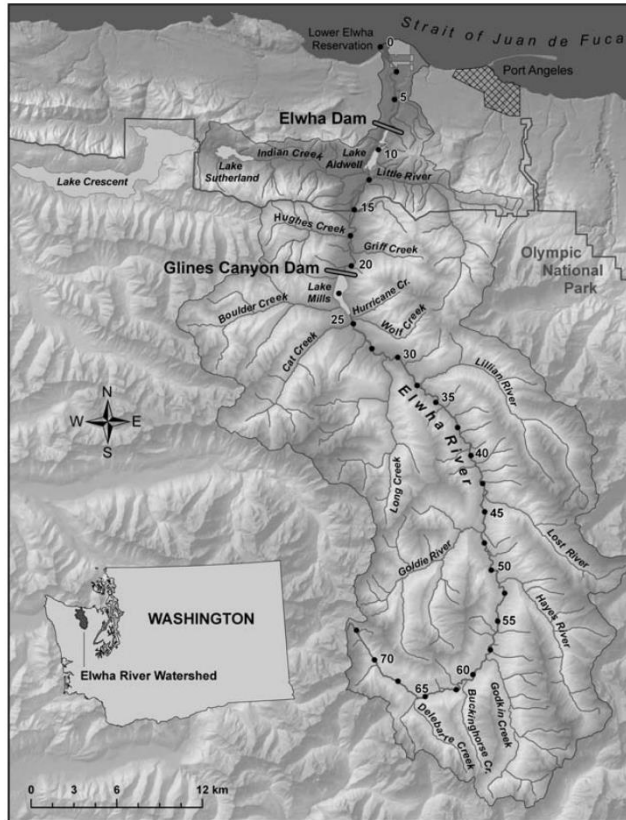 Strait of Juan de Fuca
Lower Elwha
Reservation
0
Port Angeles
5
Elwha Dam
10
Indian Creek
Lake
Aldwell
Lake
Sutherland
Little River
Lake Crescent
15
Hughes Creek
Griff Creek
20
Glines Canyon Dam
Olympic
National
Park
Lake
Mills
Hurricane Cr.
Boulder Creek
Wolf Creek
25
Cat Creek
30
Lillian River
35
Elwha River
N
W E
S
40
Long Creek
45
Lost River
Goldie River
50
Hayes River
55
WASHINGTON
Elwha River Watershed
70
60
65
Godkin Creek
Buckinghorse Cr.
Delebarre Creek
0 3 6 12 km